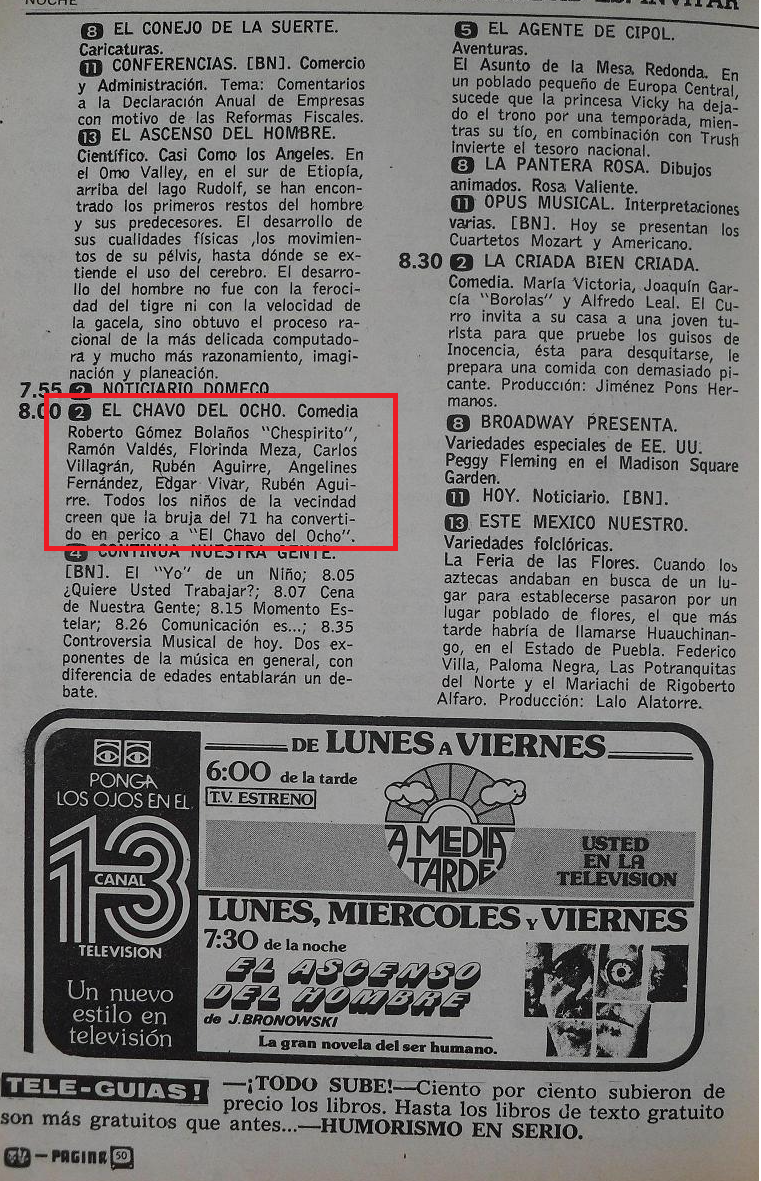 NOCHE
INVITAR
8 EL CONEJO DE LA SUERTE.
Caricaturas.
11 CONFERENCIAS. [BN]. Comercio
y Administración. Tema: Comentarios
a la Declaración Anual de Empresas
con motivo de las Reformas Fiscales.
13 EL ASCENSO DEL HOMBRE.
Científico. Casi Como los Angeles. En
el Omo Valley, en el sur de Etiopía,
arriba del lago Rudolf, se han encon-
trado los primeros restos del hombre
y sus predecesores. El desarrollo de
sus cualidades físicas ,los movimien-
tos de su pélvis, hasta dónde se ex-
tiende el uso del cerebro. El desarro-
llo del hombre no fue con la feroci-
dad del tigre ni con la velocidad de
la gacela, sino obtuvo el proceso ra-
cional de la más delicada computado-
ra y mucho más razonamiento, imagi-
nación y planeación.
7.55 2 NOTICIARIO DOMECQ
8.00 2 EL CHAVO DEL OCHO. Comedia
Roberto Gómez Bolaños "Chespirito",
Ramón Valdés, Florinda Meza, Carlos
Villagrán, Rubén Aguirre, Angelines
Fernández, Edgar Vivar, Rubén Agui-
rre. Todos los niños de la vecindad
creen que la bruja del 71 ha converti-
do en perico a "El Chavo del Ocho".
4 CONTINUA NUESTRA GENTE.
[BN]. El "Yo" de un Niño; 8.05
¿Quiere Usted Trabajar?; 8.07 Cena
de Nuestra Gente; 8.15 Momento Es-
telar; 8.26 Comunicación es...; 8.35
Controversia Musical de hoy. Dos ex-
ponentes de la música en general, con
diferencia de edades entablarán un de-
bate.
5 EL AGENTE DE CIPOL.
Aventuras.
El Asunto de la Mesa Redonda. En
un poblado pequeño de Europa Central,
sucede que la princesa Vicky ha deja-
do el trono por una temporada, mien-
tras su tío, en combinación con Trush
Invierte el tesoro nacional.
8 LA PANTERA ROSA. Dibujos
animados. Rosa Valiente.
11 OPUS MUSICAL. Interpretaciones
varias. [BN]. Hoy se presentan los
Cuartetos Mozart y Americano.
8.30 2 LA CRIADA BIEN CRIADA.
Comedia. María Victoria, Joaquín Gar-
cía "Borolas" y Alfredo Leal. El Cu-
rro invita a su casa a una joven tu-
rista para que pruebe los guisos de
Inocencia, ésta para desquitarse, le
prepara una comida con demasiado pi-
cante. Producción: Jiménez Pons Her-
manos.
8 BROADWAY PRESENTA.
Variedades especiales de EE. UU.
Peggy Fleming en el Madison Square
Garden.
11 HOY. Noticiario. [BN].
13 ESTE MEXICO NUESTRO.
Variedades folclóricas.
La Feria de las Flores. Cuando los
aztecas andaban en busca de un lu-
gar para establecerse pasaron por un
lugar poblado de flores, el que más
tarde habría de llamarse Huauchinan-
go, en el Estado de Puebla. Federico
Villa, Paloma Negra, Las Potranquitas
del Norte y el Mariachi de Rigoberto
Alfaro. Producción: Lalo Alatorre.
PONGA
LOS OJOS EN EL
13
CANAL
TELEVISION
Un nuevo
estilo en
televisión
DE LUNES A VIERNES
6:00 de la tarde
T.V. ESTRENO
A MEDIA
TARDE
USTED
EN LA
TELEVISION
LUNES, MIERCOLES Y VIERNES
7:30 de la noche
EL ASCENSO
DEL HOMBRE
de J.BRONOWSKI
La gran novela del ser humano.
TELE-GUIAS! —¡TODO SUBE!—Ciento por ciento subieron de
precio los libros. Hasta los libros de texto gratuito
son más gratuitos que antes...—HUMORISMO EN SERIO.
TV—PAGINA 50